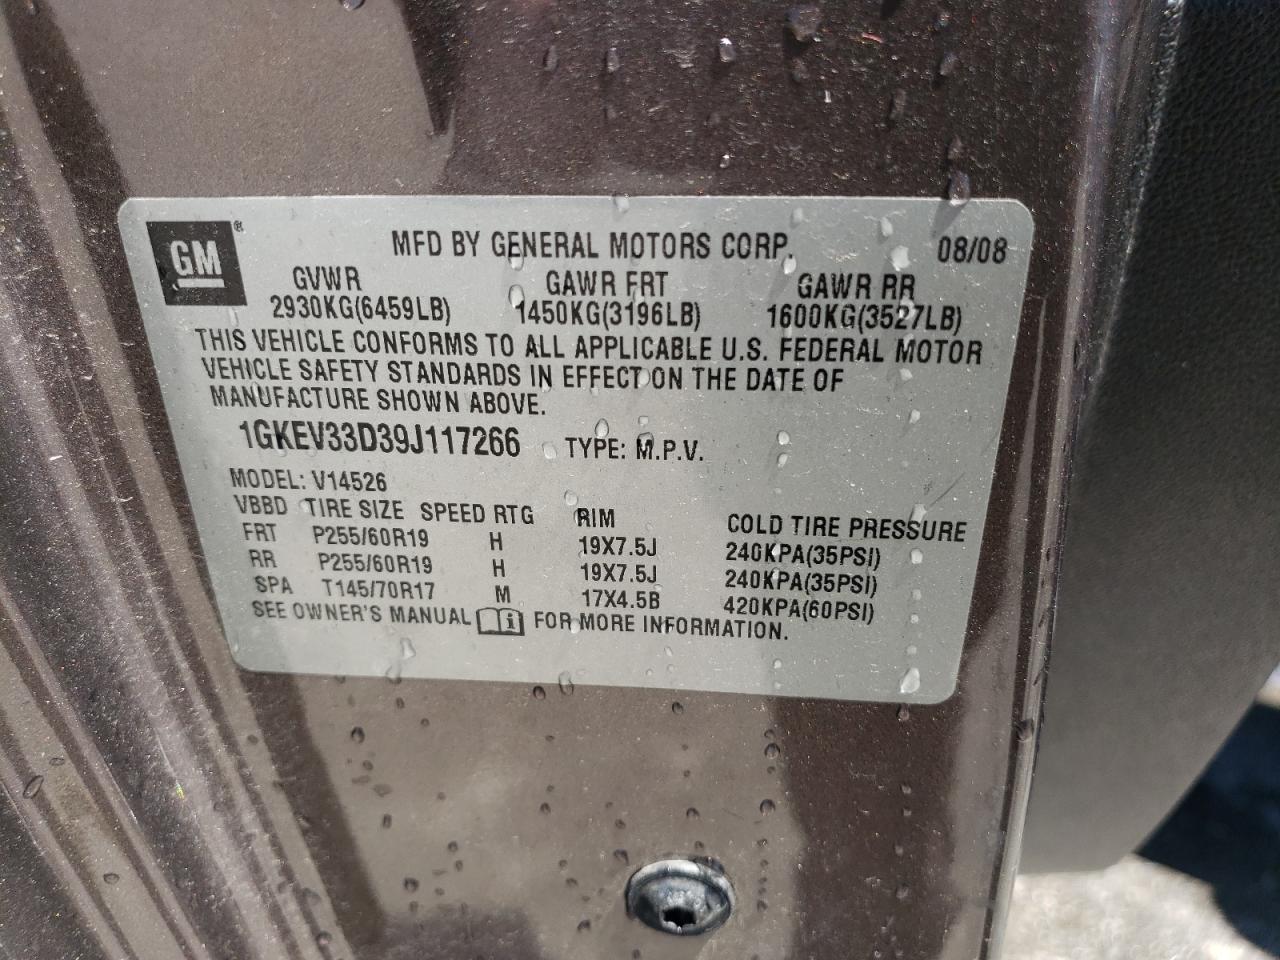 GM®
MFD BY GENERAL MOTORS CORP. 08/08
GVWR GAWR FRT GAWR RR
2930KG(6459LB) 1450KG(3196LB) 1600KG(3527LB)
THIS VEHICLE CONFORMS TO ALL APPLICABLE U.S. FEDERAL MOTOR
VEHICLE SAFETY STANDARDS IN EFFECT ON THE DATE OF
MANUFACTURE SHOWN ABOVE.
1GKEV33D39J117266 TYPE: M.P.V.
MODEL: V14526
VBBD TIRE SIZE SPEED RTG RIM COLD TIRE PRESSURE
FRT P255/60R19 H 19X7.5J 240KPA(35PSI)
RR P255/60R19 H 19X7.5J 240KPA(35PSI)
SPA T145/70R17 M 17X4.5B 420KPA(60PSI)
SEE OWNER'S MANUAL i FOR MORE INFORMATION.